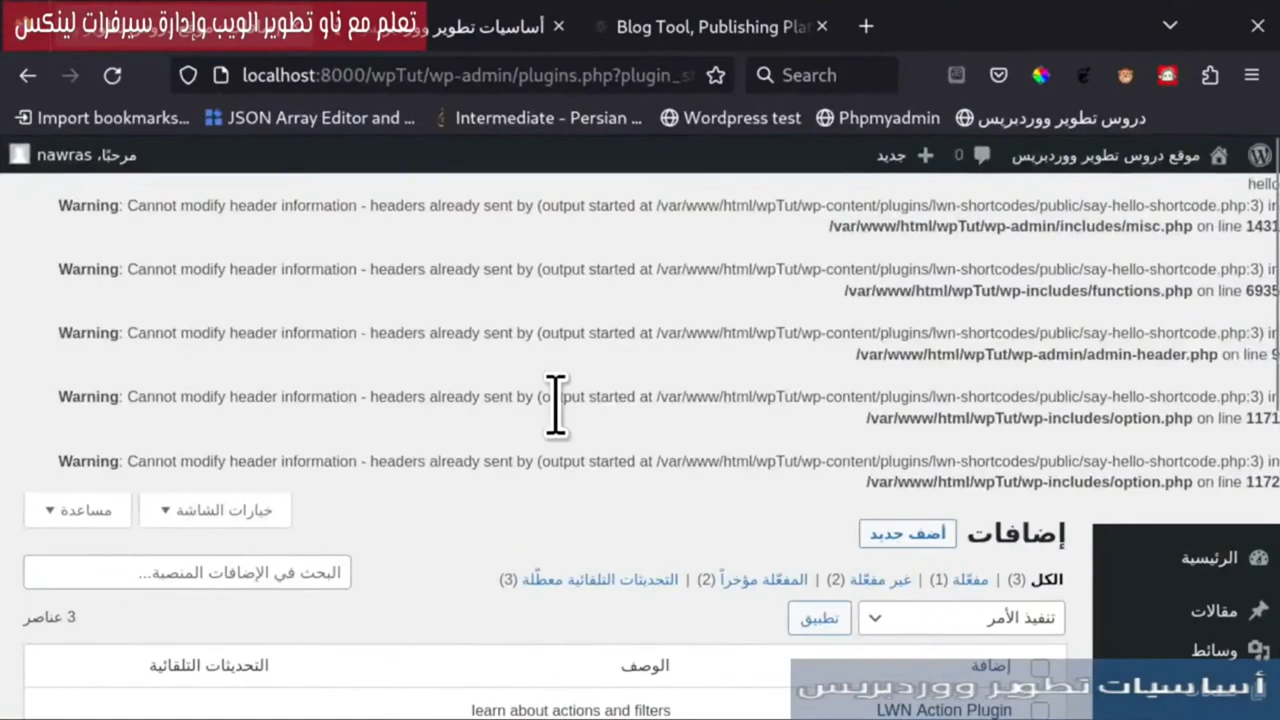 تعلم مع ناو تطوير الويب وإدارة سيرفرات لينكس
أساسيات تطوير وو
Blog Tool, Publishing Pla
localhost:8000/wpTut/wp-admin/plugins.php?plugin_s
Search
Import bookmarks...
JSON Array Editor and ...
Intermediate - Persian ...
Wordpress test
Phpmyadmin
دروس تطوير ووردبريس
موقع دروس تطوير ووردبريس
0
جديد
مرحبًا، nawras
hello
Warning: Cannot modify header information - headers already sent by (output started at /var/www/html/wpTut/wp-content/plugins/lwn-shortcodes/public/say-hello-shortcode.php:3) in
/var/www/html/wpTut/wp-admin/includes/misc.php on line 1431
Warning: Cannot modify header information - headers already sent by (output started at /var/www/html/wpTut/wp-content/plugins/lwn-shortcodes/public/say-hello-shortcode.php:3) in
/var/www/html/wpTut/wp-includes/functions.php on line 6935
Warning: Cannot modify header information - headers already sent by (output started at /var/www/html/wpTut/wp-content/plugins/lwn-shortcodes/public/say-hello-shortcode.php:3) in
/var/www/html/wpTut/wp-admin/admin-header.php on line 9
Warning: Cannot modify header information - headers already sent by (output started at /var/www/html/wpTut/wp-content/plugins/lwn-shortcodes/public/say-hello-shortcode.php:3) in
/var/www/html/wpTut/wp-includes/option.php on line 1171
Warning: Cannot modify header information - headers already sent by (output started at /var/www/html/wpTut/wp-content/plugins/lwn-shortcodes/public/say-hello-shortcode.php:3) in
/var/www/html/wpTut/wp-includes/option.php on line 1172
خيارات الشاشة
مساعدة
إضافات
أضف جديد
الرئيسية
البحث في الإضافات المنصبة...
الكل (3) | مفعّلة (1) | غير مفعّلة (2) | المفعّلة مؤخراً (2) | التحديثات التلقائية معطّلة (3)
مقالات
تنفيذ الأمر
تطبيق
3 عناصر
وسائط
إضافة
الوصف
التحديثات التلقائية
أساسيات تطوير ووردبريس
LWN Action Plugin
learn about actions and filters